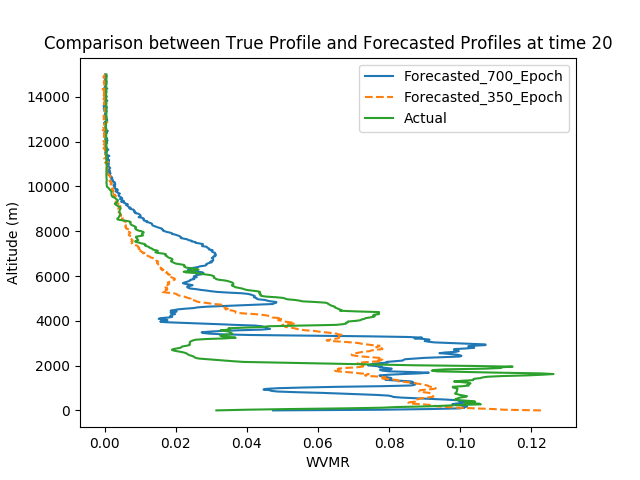 Comparison between True Profile and Forecasted Profiles at time 20
Forecasted_700_Epoch
Forecasted_350_Epoch
Actual
14000
12000
10000
8000
6000
4000
2000
0
Altitude (m)
0.00 0.02 0.04 0.06 0.08 0.10 0.12
WVMR